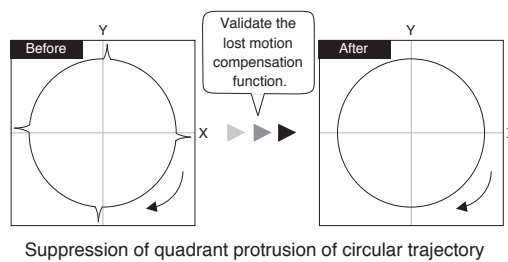 Y
Before
X
Validate the
lost motion
compensation
function.
Y
After
X
Suppression of quadrant protrusion of circular trajectory